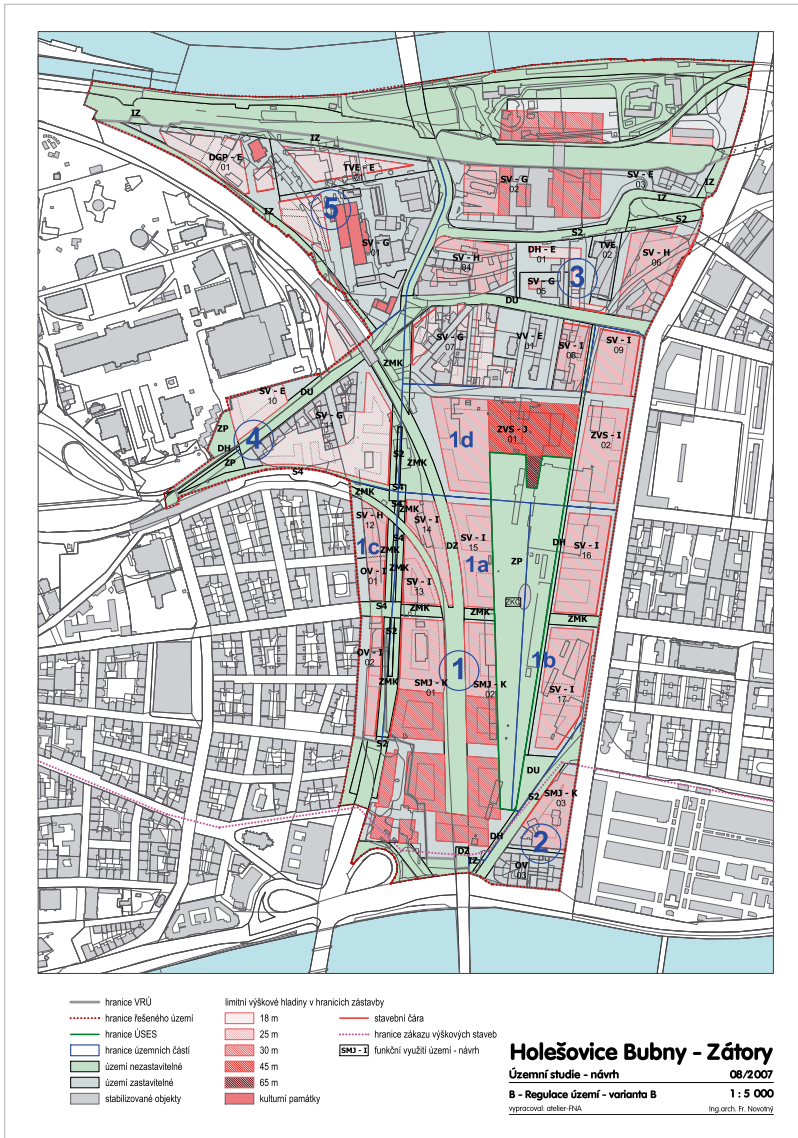 IZ
IZ
DGP - E
01
TVE - E
01
SV - G
02
SV - E
03
IZ
IZ
S2
IZ
5
SV - G
01
S2
DH - E
01
TVE
02
SV - H
06
SV - H
04
SV - G
05
3
DU
SV - G
07
VV - E
01
SV - I
08
SV - I
09
ZMK
SV - E
10
DU
SV - G
11
ZP
DH
ZP
4
S4
S2
ZMK
1d
ZVS - J
01
ZVS - I
02
S4
ZMK
S4
ZMK
SV - H
12
SV - I
14
S4
1c
ZMK
DZ
SV - I
15
1a
ZP
DH
SV - I
16
OV - I
01
ZMK
SV - I
13
ZKC
S4
ZMK
ZMK
ZMK
S2
OV - I
02
ZMK
SMJ - K
01
1
SMJ - K
02
1b
SV - I
17
S2
DU
S2
SMJ - K
03
2
DH
DZ
IZ
OV
03
hranice VRÚ
hranice řešeného území
hranice ÚSES
hranice územních částí
území nezastavitelné
území zastavitelné
stabilizované objekty
limitní výškové hladiny v hranicích zástavby
18 m
25 m
30 m
45 m
65 m
kulturní památky
stavební čára
hranice zákazu výškových staveb
SMJ - I funkční využití území - návrh
Holešovice Bubny - Zátory
Územní studie - návrh 08/2007
B - Regulace území - varianta B 1 : 5 000
vypracoval: atelier-FNA Ing.arch. Fr. Novotný